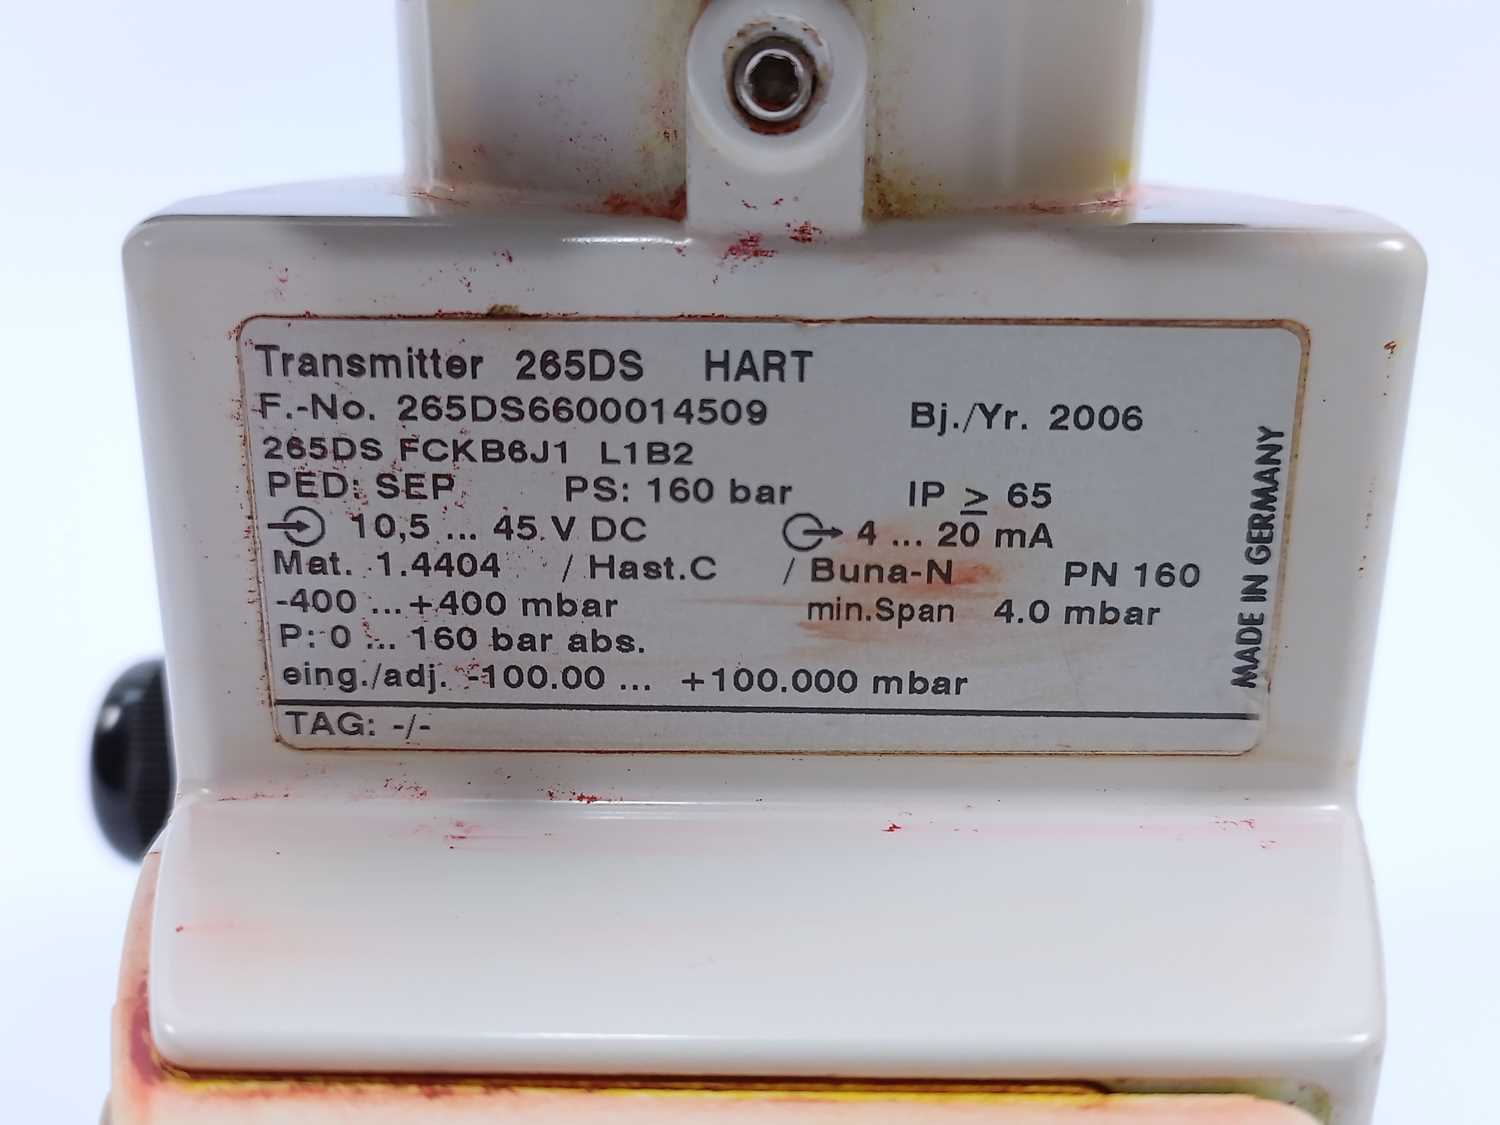 Transmitter 265DS HART
F.-No. 265DS6600014509 Bj./Yr. 2006
265DS FCKB6J1 L1B2
PED: SEP PS: 160 bar IP ≥ 65
10,5 ... 45 V DC 4 ... 20 mA
Mat. 1.4404 / Hast.C / Buna-N PN 160
-400 ...+400 mbar min.Span 4.0 mbar
P: 0 ... 160 bar abs.
eing./adj. -100.00 ... +100.000 mbar
TAG: -/-
MADE IN GERMANY